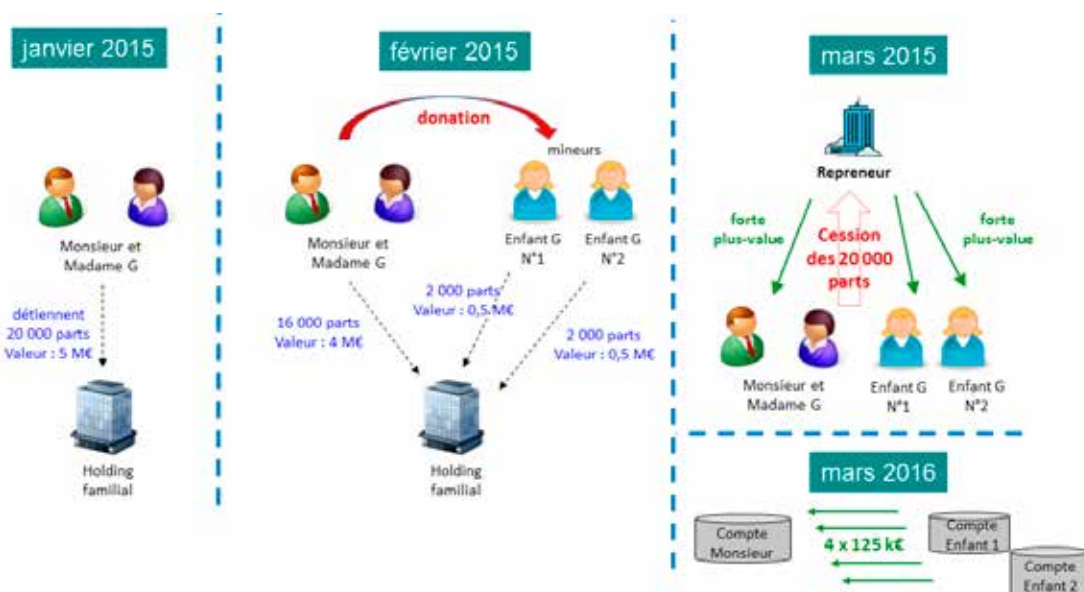 janvier 2015
Monsieur et
Madame G
détiennent
20 000 parts
Valeur : 5 M€
Holding
familial
février 2015
donation
mineurs
Monsieur et
Madame G
Enfant G
N°1
Enfant G
N°2
16 000 parts
Valeur : 4 M€
2 000 parts
Valeur : 0,5 M€
2 000 parts
Valeur : 0,5 M€
Holding
familial
mars 2015
Repreneur
forte
plus-value
Cession
des 20 000
parts
forte
plus-value
Monsieur et
Madame G
Enfant G
N°1
Enfant G
N°2
mars 2016
Compte
Monsieur
4 x 125 k€
Compte
Enfant 1
Compte
Enfant 2